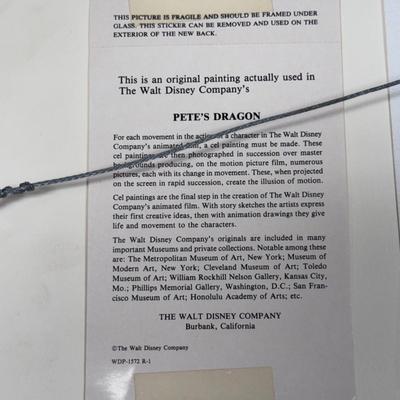 THIS PICTURE IS FRAGILE AND SHOULD BE FRAMED UNDER
GLASS. THIS STICKER CAN BE REMOVED AND USED ON THE
EXTERIOR OF THE NEW BACK.
This is an original painting actually used in
The Walt Disney Company's
PETE'S DRAGON
For each movement in the action of a character in The Walt Disney
Company's animated film, a cel painting must be made. These
cel paintings are then photographed in succession over master
backgrounds producing, on the motion picture film, numerous
pictures, each with its change in movement. These, when projected
on the screen in rapid succession, create the illusion of motion.
Cel paintings are the final step in the creation of The Walt Disney
Company's animated film. With story sketches the artists express
their first creative ideas, then with animation drawings they give
life and movement to the characters.
The Walt Disney Company's originals are included in many
important Museums and private collections. Notable among these
are: The Metropolitan Museum of Art, New York; Museum of
Modern Art, New York; Cleveland Museum of Art; Toledo
Museum of Art; William Rockhill Nelson Gallery, Kansas City,
Mo.; Phillips Memorial Gallery, Washington, D.C.; San Fran-
cisco Museum of Art; Honolulu Academy of Arts; etc.
THE WALT DISNEY COMPANY
Burbank, California
©The Walt Disney Company
WDP-1572 R-1